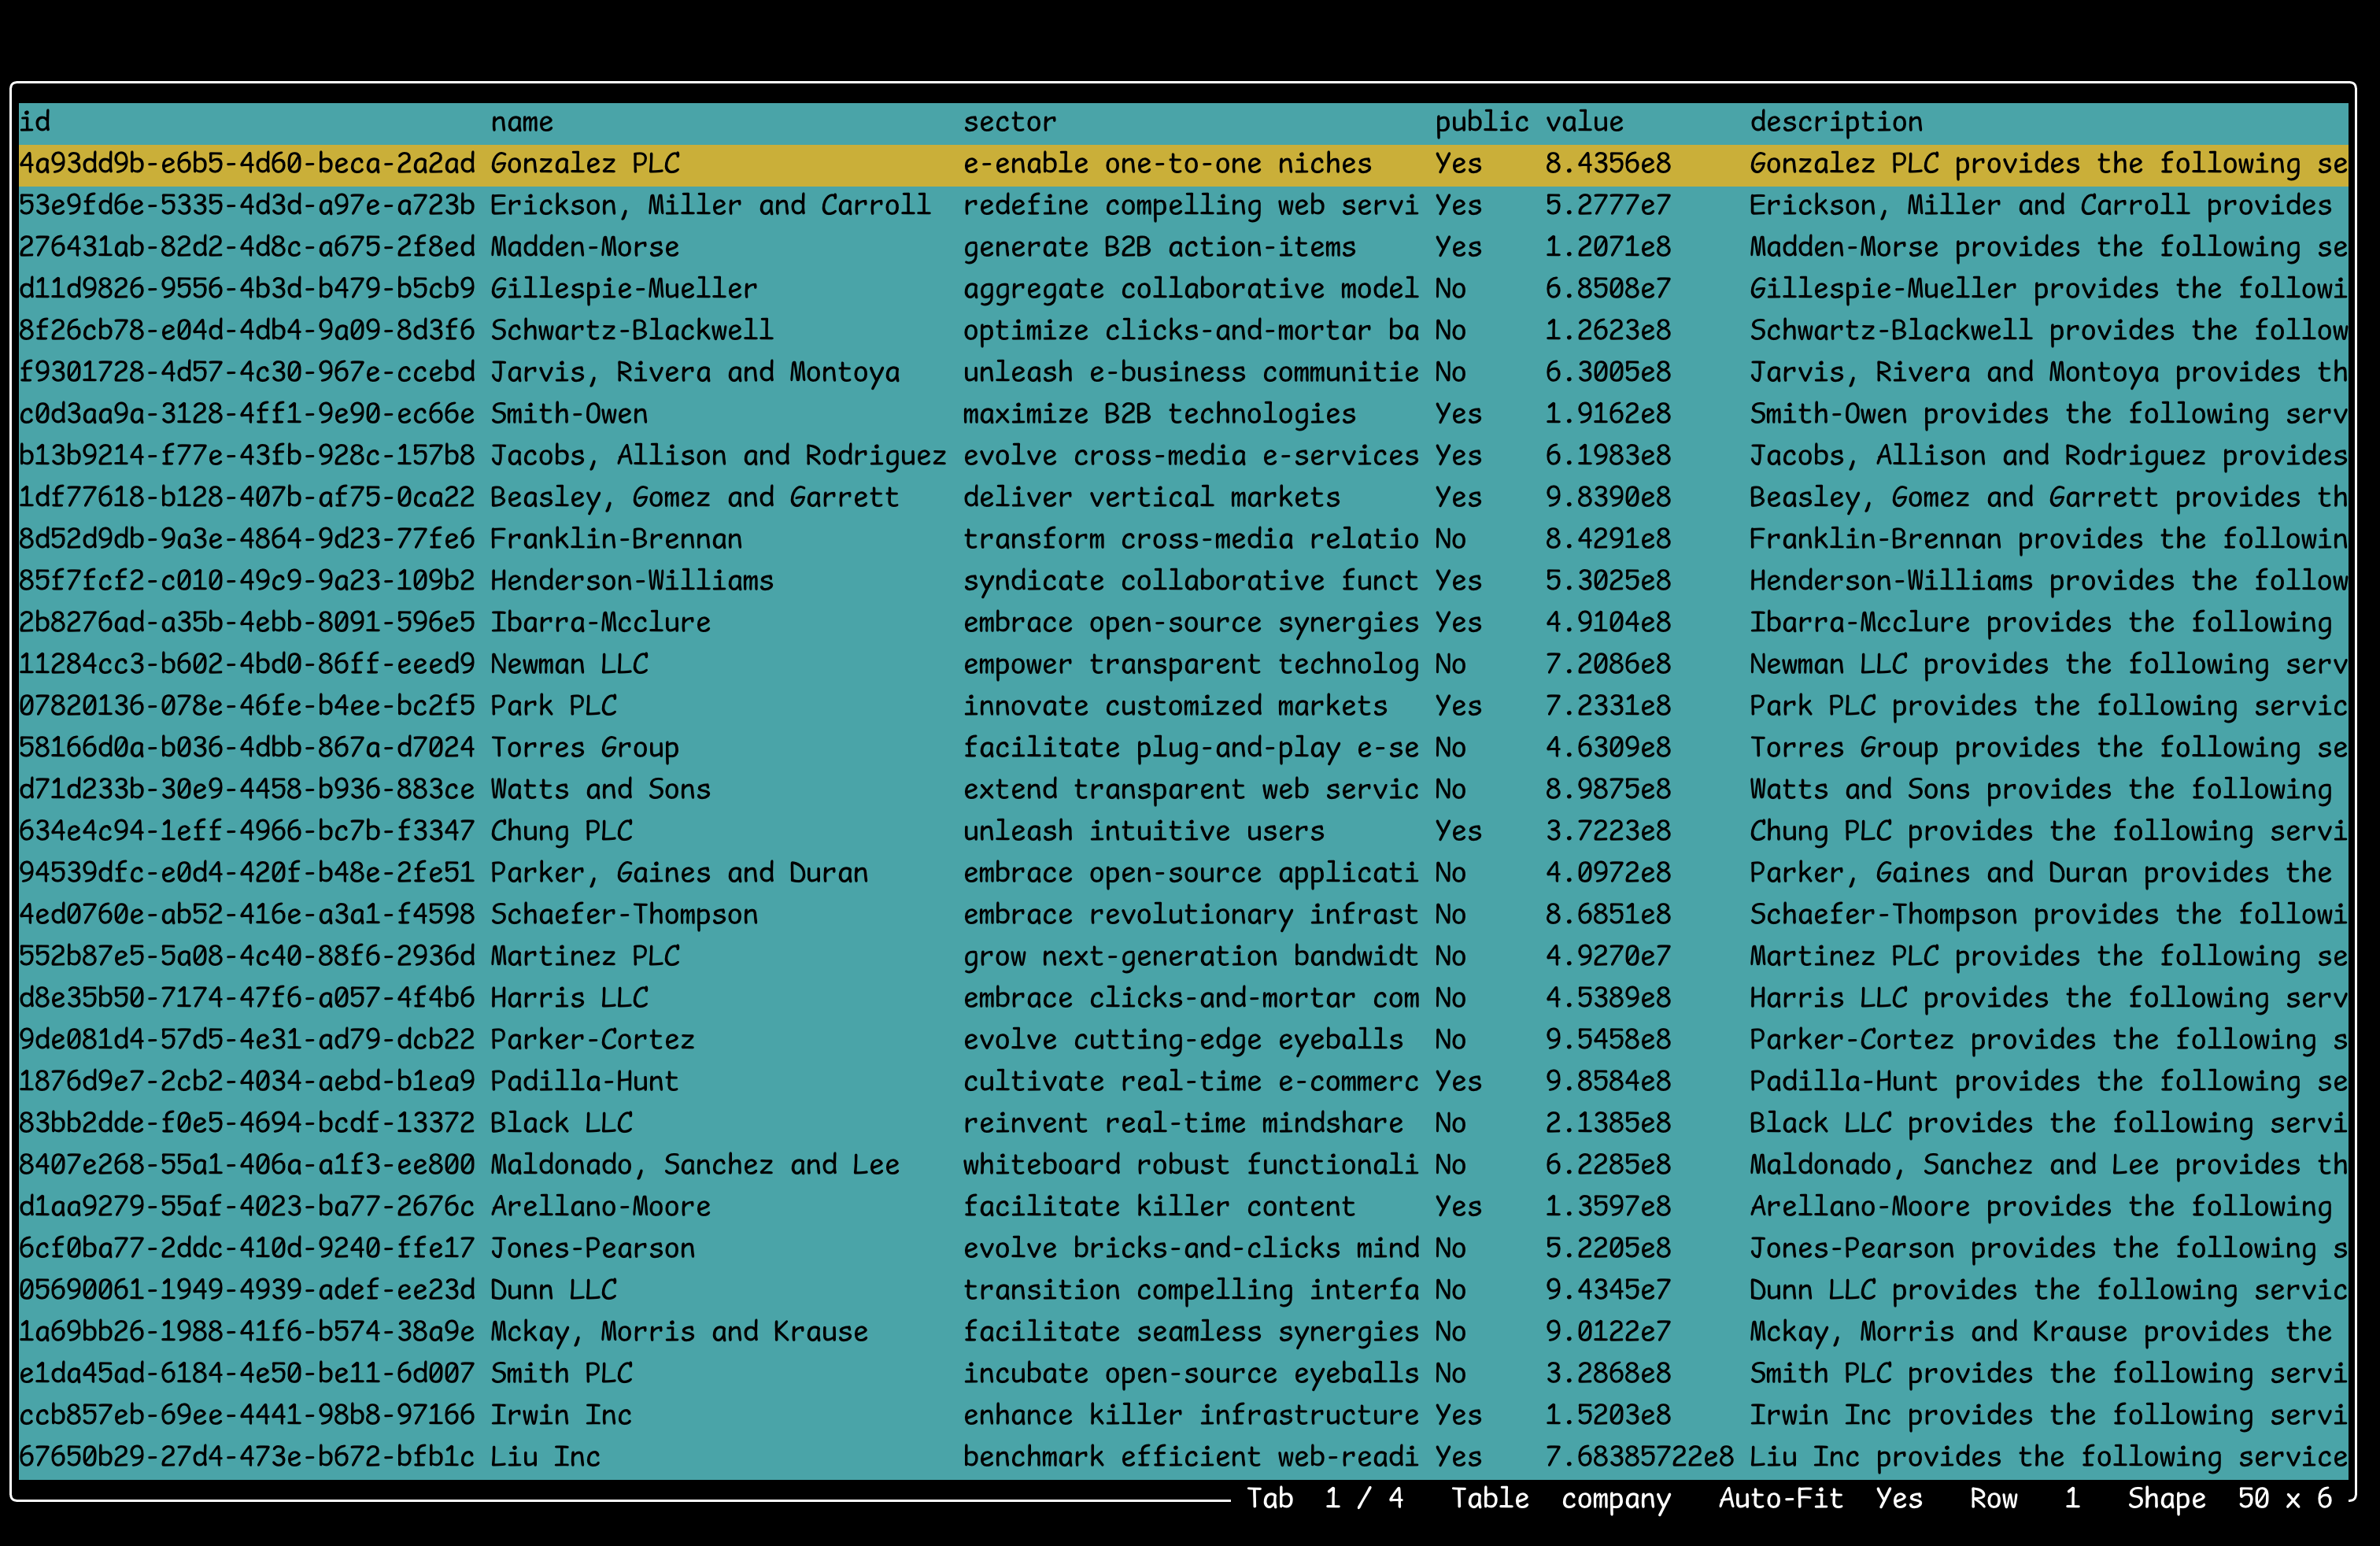 id name sector public value description
4a93dd9b-e6b5-4d60-beca-2a2ad Gonzalez PLC e-enable one-to-one niches Yes 8.4356e8 Gonzalez PLC provides the following se
53e9fd6e-5335-4d3d-a97e-a723b Erickson, Miller and Carroll redefine compelling web servi Yes 5.2777e7 Erickson, Miller and Carroll provides
276431ab-82d2-4d8c-a675-2f8ed Madden-Morse generate B2B action-items Yes 1.2071e8 Madden-Morse provides the following se
d11d9826-9556-4b3d-b479-b5cb9 Gillespie-Mueller aggregate collaborative model No 6.8508e7 Gillespie-Mueller provides the followi
8f26cb78-e04d-4db4-9a09-8d3f6 Schwartz-Blackwell optimize clicks-and-mortar ba No 1.2623e8 Schwartz-Blackwell provides the follow
f9301728-4d57-4c30-967e-ccebd Jarvis, Rivera and Montoya unleash e-business communitie No 6.3005e8 Jarvis, Rivera and Montoya provides th
c0d3aa9a-3128-4ff1-9e90-ec66e Smith-Owen maximize B2B technologies Yes 1.9162e8 Smith-Owen provides the following serv
b13b9214-f77e-43fb-928c-157b8 Jacobs, Allison and Rodriguez evolve cross-media e-services Yes 6.1983e8 Jacobs, Allison and Rodriguez provides
1df77618-b128-407b-af75-0ca22 Beasley, Gomez and Garrett deliver vertical markets Yes 9.8390e8 Beasley, Gomez and Garrett provides th
8d52d9db-9a3e-4864-9d23-77fe6 Franklin-Brennan transform cross-media relatio No 8.4291e8 Franklin-Brennan provides the followin
85f7fcf2-c010-49c9-9a23-109b2 Henderson-Williams syndicate collaborative funct Yes 5.3025e8 Henderson-Williams provides the follow
2b8276ad-a35b-4ebb-8091-596e5 Ibarra-Mcclure embrace open-source synergies Yes 4.9104e8 Ibarra-Mcclure provides the following
11284cc3-b602-4bd0-86ff-eeed9 Newman LLC empower transparent technolog No 7.2086e8 Newman LLC provides the following serv
07820136-078e-46fe-b4ee-bc2f5 Park PLC innovate customized markets Yes 7.2331e8 Park PLC provides the following servic
58166d0a-b036-4dbb-867a-d7024 Torres Group facilitate plug-and-play e-se No 4.6309e8 Torres Group provides the following se
d71d233b-30e9-4458-b936-883ce Watts and Sons extend transparent web servic No 8.9875e8 Watts and Sons provides the following
634e4c94-1eff-4966-bc7b-f3347 Chung PLC unleash intuitive users Yes 3.7223e8 Chung PLC provides the following servi
94539dfc-e0d4-420f-b48e-2fe51 Parker, Gaines and Duran embrace open-source applicati No 4.0972e8 Parker, Gaines and Duran provides the
4ed0760e-ab52-416e-a3a1-f4598 Schaefer-Thompson embrace revolutionary infrast No 8.6851e8 Schaefer-Thompson provides the followi
552b87e5-5a08-4c40-88f6-2936d Martinez PLC grow next-generation bandwidt No 4.9270e7 Martinez PLC provides the following se
d8e35b50-7174-47f6-a057-4f4b6 Harris LLC embrace clicks-and-mortar com No 4.5389e8 Harris LLC provides the following serv
9de081d4-57d5-4e31-ad79-dcb22 Parker-Cortez evolve cutting-edge eyeballs No 9.5458e8 Parker-Cortez provides the following s
1876d9e7-2cb2-4034-aebd-b1ea9 Padilla-Hunt cultivate real-time e-commerc Yes 9.8584e8 Padilla-Hunt provides the following se
83bb2dde-f0e5-4694-bcdf-13372 Black LLC reinvent real-time mindshare No 2.1385e8 Black LLC provides the following servi
8407e268-55a1-406a-a1f3-ee800 Maldonado, Sanchez and Lee whiteboard robust functionali No 6.2285e8 Maldonado, Sanchez and Lee provides th
d1aa9279-55af-4023-ba77-2676c Arellano-Moore facilitate killer content Yes 1.3597e8 Arellano-Moore provides the following
6cf0ba77-2ddc-410d-9240-ffe17 Jones-Pearson evolve bricks-and-clicks mind No 5.2205e8 Jones-Pearson provides the following s
05690061-1949-4939-adef-ee23d Dunn LLC transition compelling interfa No 9.4345e7 Dunn LLC provides the following servic
1a69bb26-1988-41f6-b574-38a9e Mckay, Morris and Krause facilitate seamless synergies No 9.0122e7 Mckay, Morris and Krause provides the
e1da45ad-6184-4e50-be11-6d007 Smith PLC incubate open-source eyeballs No 3.2868e8 Smith PLC provides the following servi
ccb857eb-69ee-4441-98b8-97166 Irwin Inc enhance killer infrastructure Yes 1.5203e8 Irwin Inc provides the following servi
67650b29-27d4-473e-b672-bfb1c Liu Inc benchmark efficient web-readi Yes 7.68385722e8 Liu Inc provides the following service
Tab 1 / 4 Table company Auto-Fit Yes Row 1 Shape 50 x 6